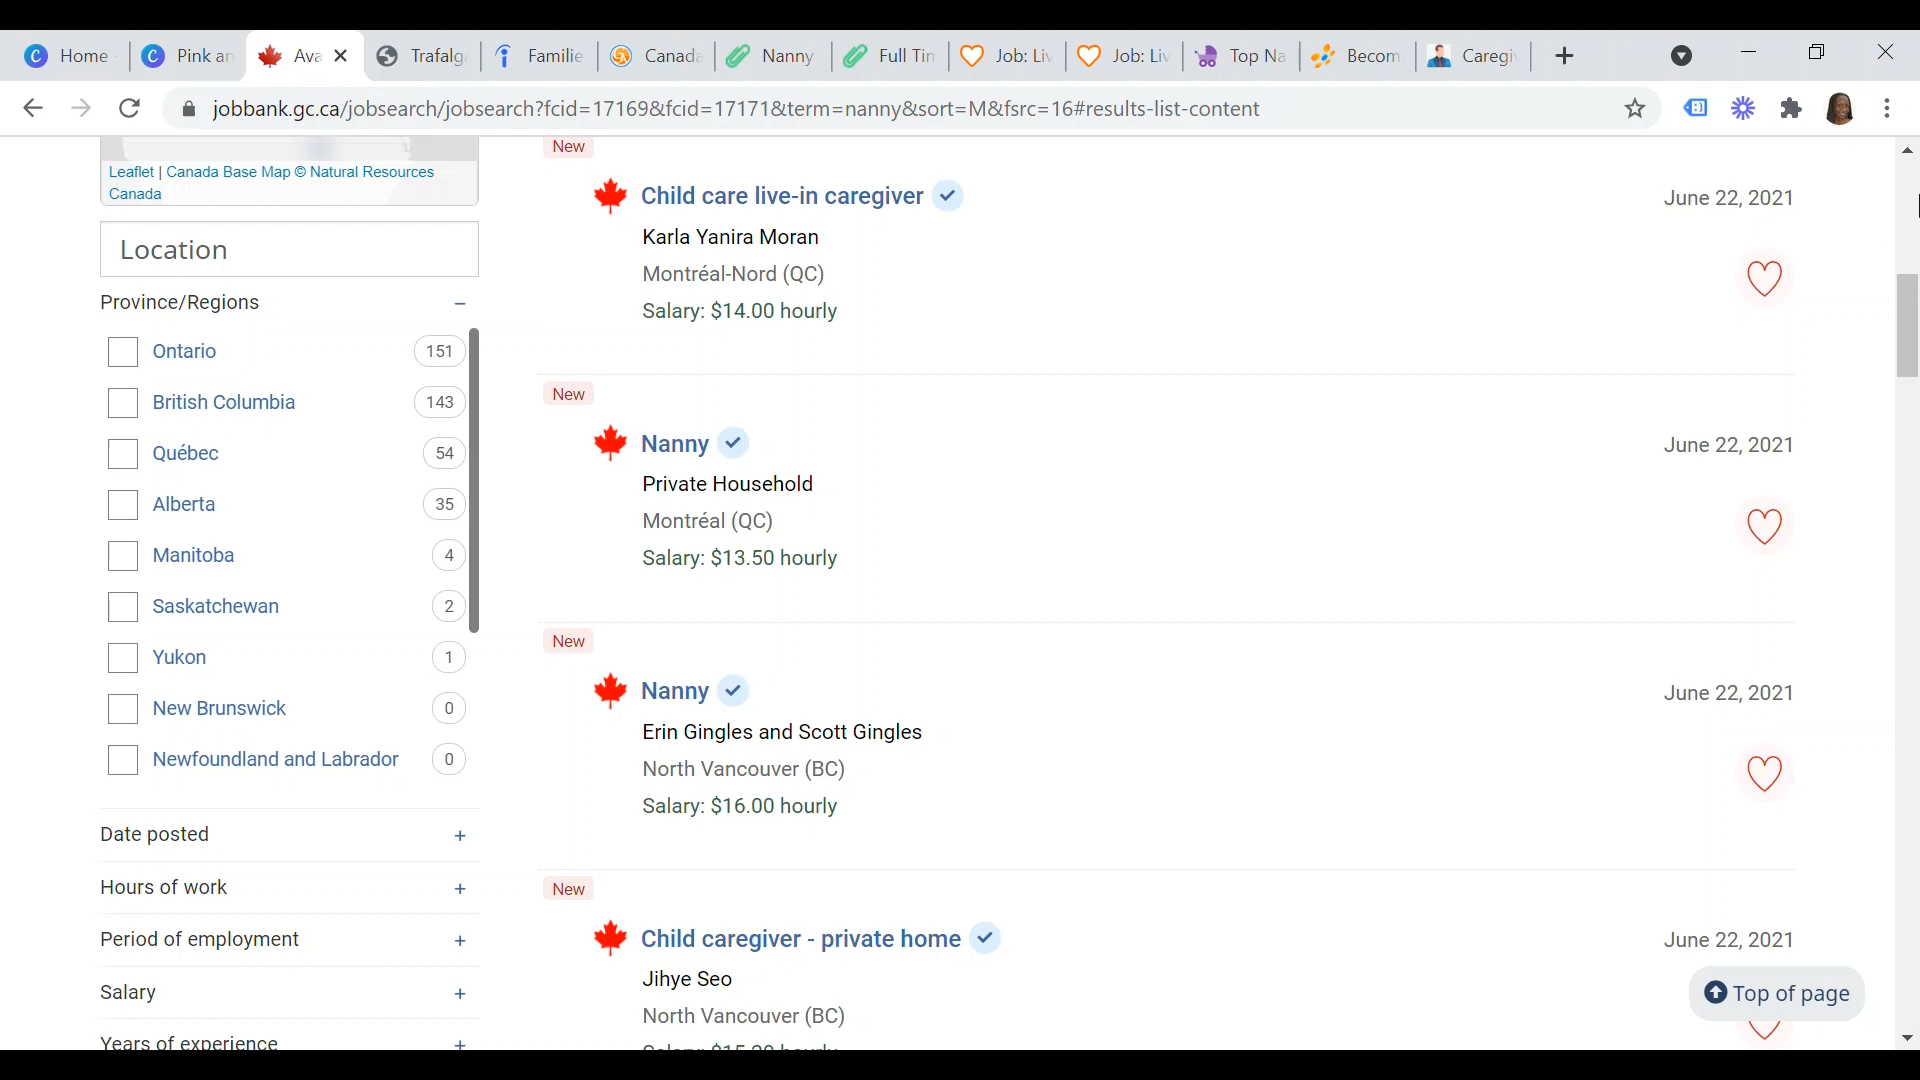 Home
Pink an
Ava
Trafalga
Familie
Canada
Nanny
Full Tin
Job: Liv
Job: Liv
Top Na
Becom
Caregiv
jobbank.gc.ca/jobsearch/jobsearch?fcid=17169&fcid=17171&term=nanny&sort=M&fsrc=16#results-list-content
Leaflet | Canada Base Map © Natural Resources
Canada
Location
Province/Regions
Ontario 151
British Columbia 143
Québec 54
Alberta 35
Manitoba 4
Saskatchewan 2
Yukon 1
New Brunswick 0
Newfoundland and Labrador 0
Date posted
Hours of work
Period of employment
Salary
Years of experience
New
Child care live-in caregiver June 22, 2021
Karla Yanira Moran
Montréal-Nord (QC)
Salary: $14.00 hourly
New
Nanny June 22, 2021
Private Household
Montréal (QC)
Salary: $13.50 hourly
New
Nanny June 22, 2021
Erin Gingles and Scott Gingles
North Vancouver (BC)
Salary: $16.00 hourly
New
Child caregiver - private home June 22, 2021
Jihye Seo
North Vancouver (BC)
Top of page